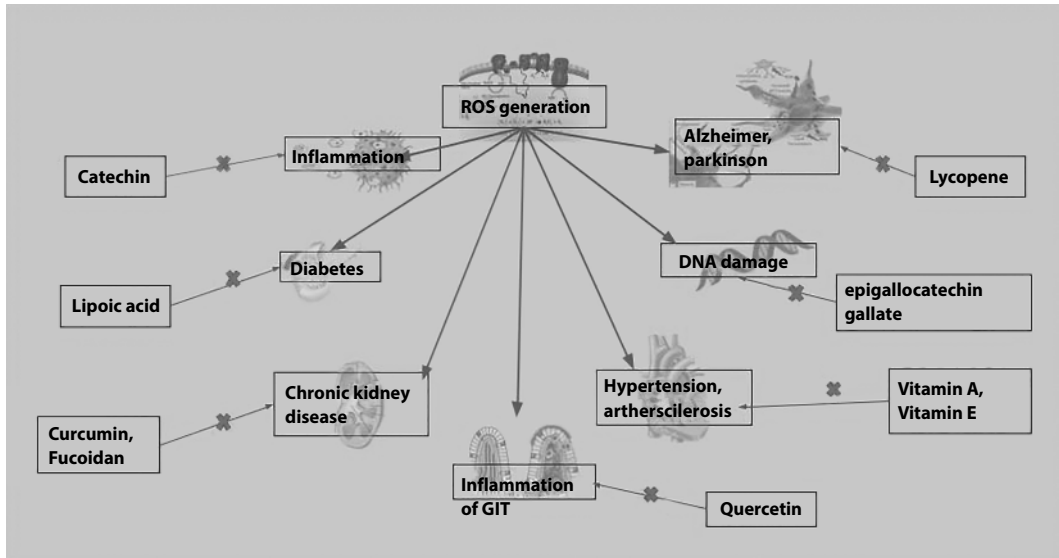 ROS generation
Inflammation
Alzheimer,
parkinson
Catechin
Lycopene
Diabetes
DNA damage
Lipoic acid
epigallocatechin
gallate
Chronic kidney
disease
Hypertension,
artherscilerosis
Vitamin A,
Vitamin E
Curcumin,
Fucoidan
Inflammation
of GIT
Quercetin